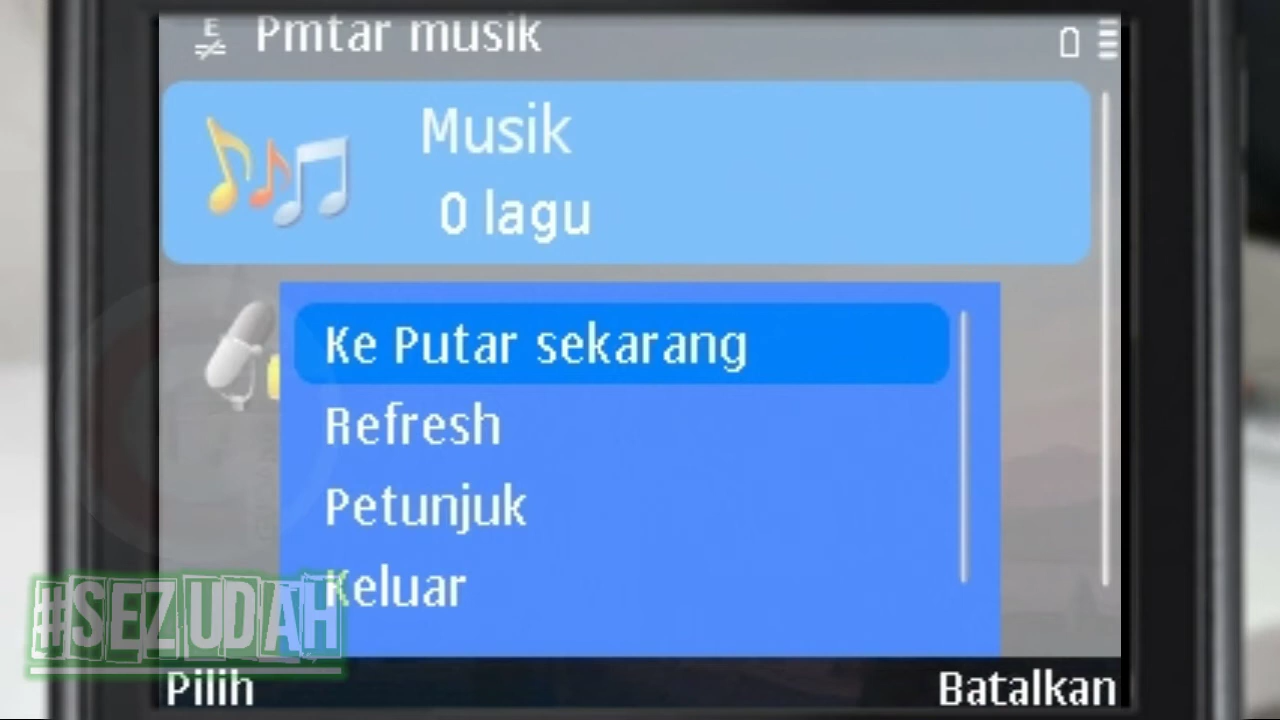 E
Pmtar musik
Musik
0 lagu
Ke Putar sekarang
Refresh
Petunjuk
Keluar
#SEZUDAH
Pilih
Batalkan